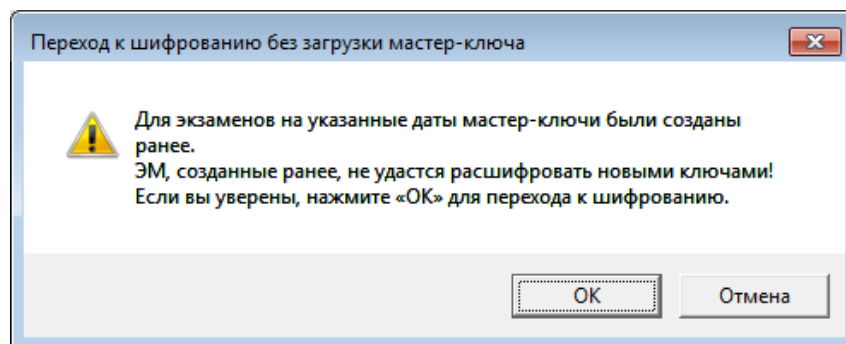 Переход к шифрованию без загрузки мастер-ключа
Для экзаменов на указанные даты мастер-ключи были созданы
ранее.
ЭМ, созданные ранее, не удастся расшифровать новыми ключами!
Если вы уверены, нажмите «ОК» для перехода к шифрованию.
ОК
Отмена